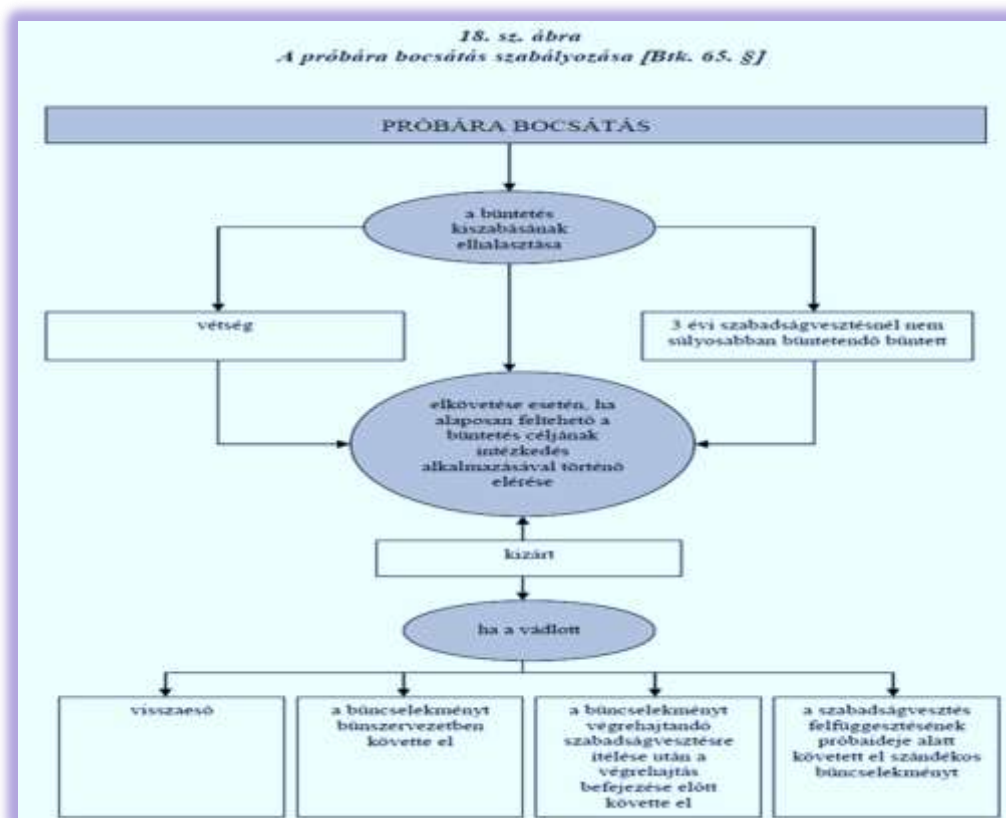 18. sz. ábra
A próbára bocsátás szabályozása [Btk. 65. §]
PRÓBÁRA BOCSÁTÁS
a büntetés
kiszabásának
elhalasztása
vétség
3 évi szabadságvesztésnél nem
súlyosabban büntetendő büntett
elkövetése esetén, ha
alaposan feltehető a
büntetés céljának
intézkedés
alkalmazásával történő
elérése
kizárt
ha a vádlott
visszaeső
a bűncselekményt
bűnszervezetben
követte el
a bűncselekményt
végrehajtandó
szabadságvesztésre
ítélése után a
végrehajtás
befejezése előtt
követte el
a szabadságvesztés
felfüggesztésének
próbaideje alatt
követett el szándékos
bűncselekményt